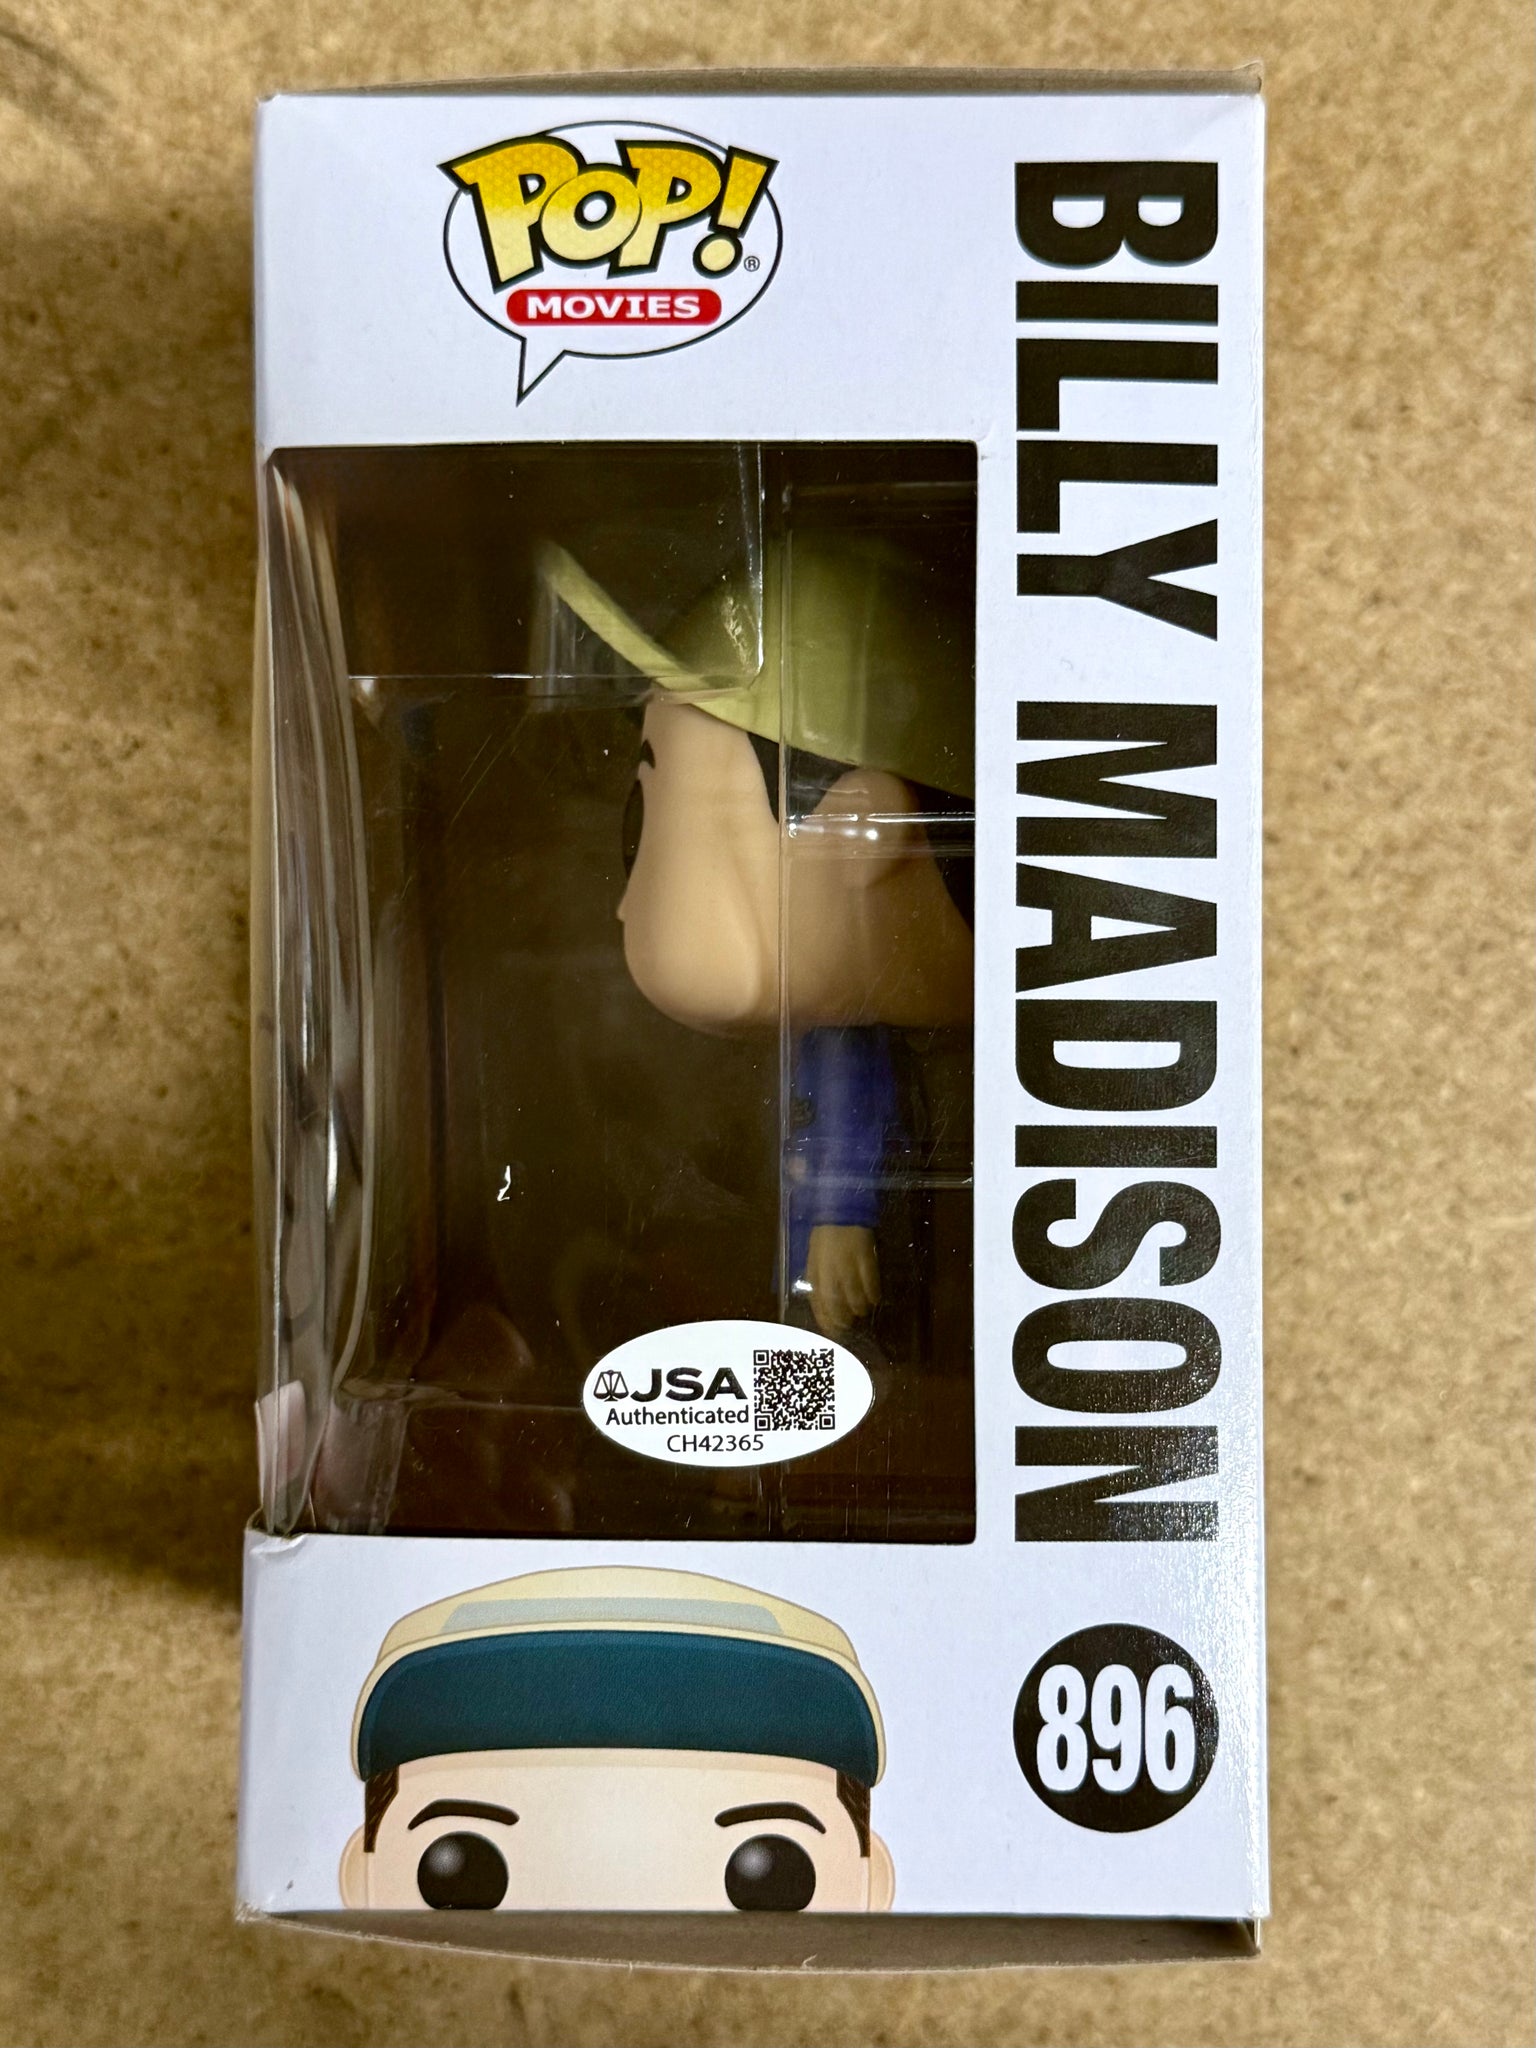 POP!®
MOVIES
BILLY MADISON
JSA
Authenticated
CH42365
896